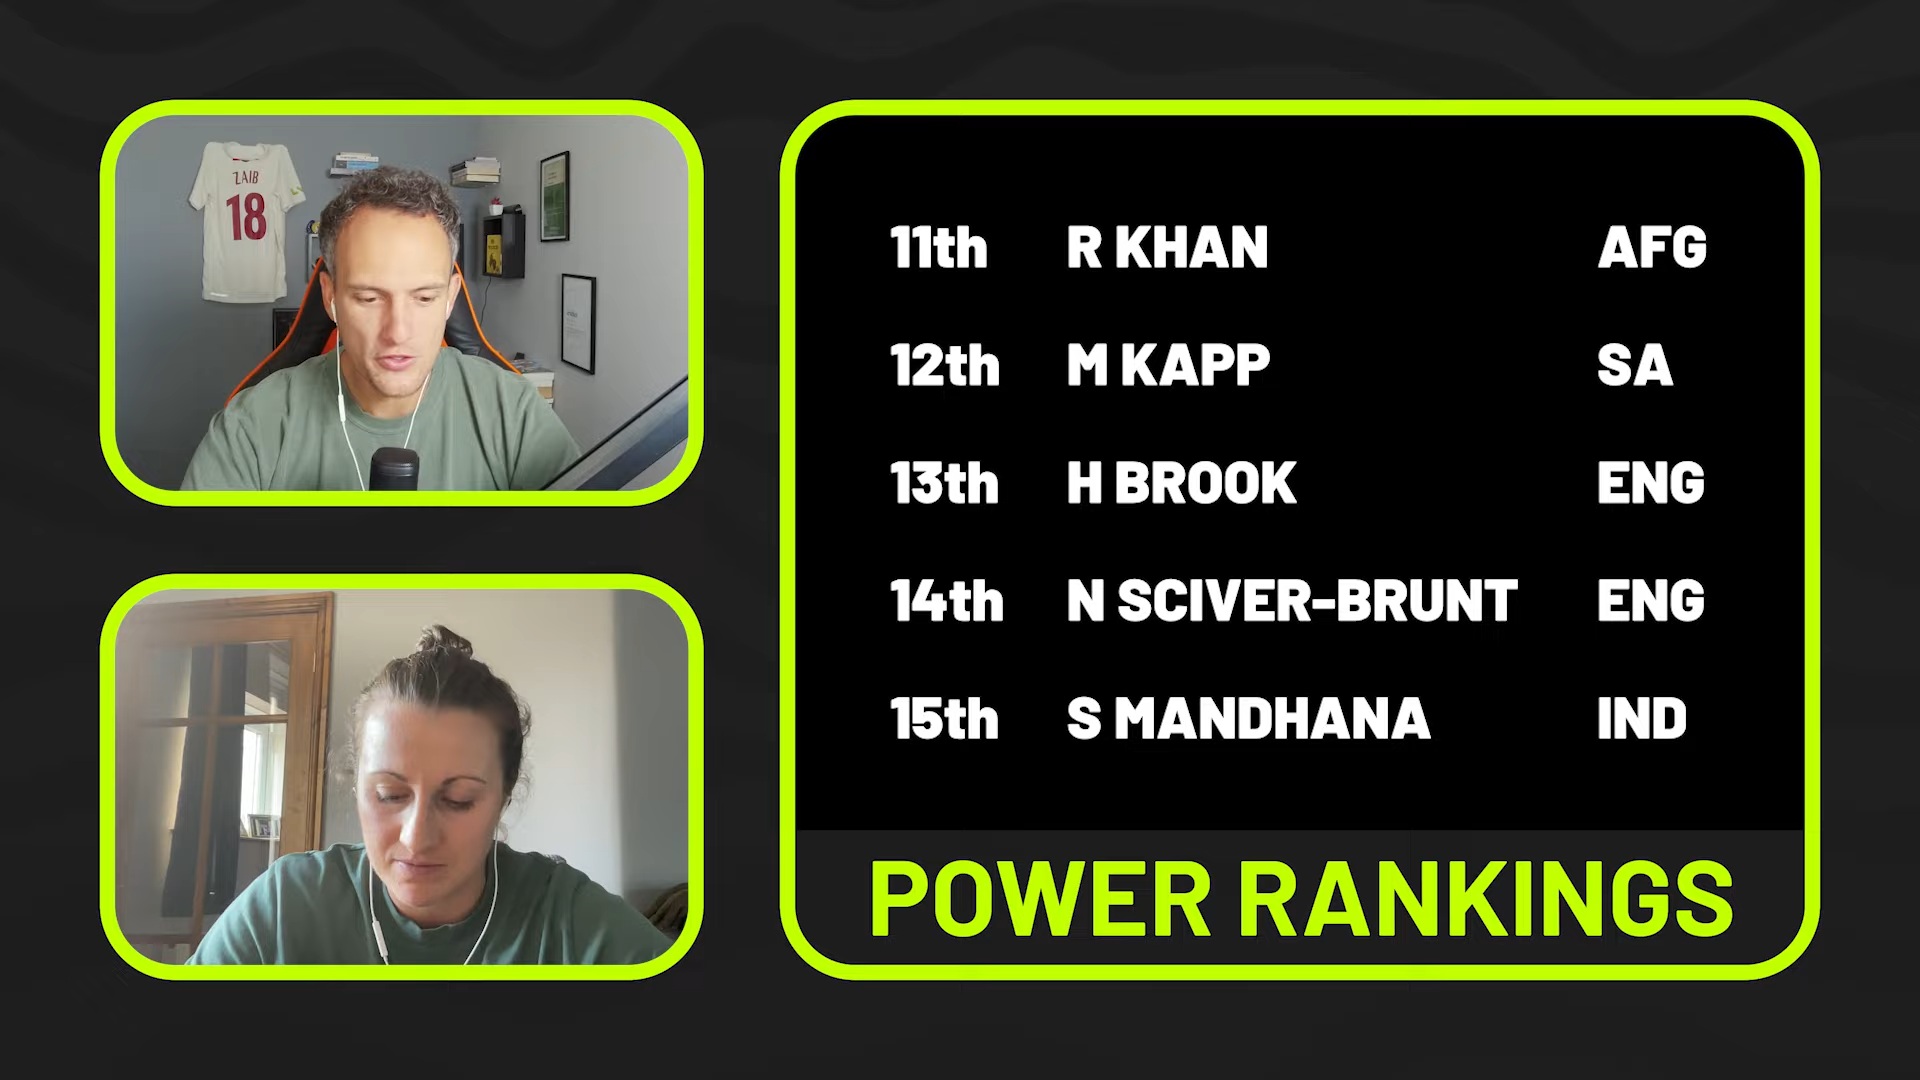 ZAIB
18
11th R KHAN AFG
12th M KAPP SA
13th H BROOK ENG
14th N SCIVER-BRUNT ENG
15th S MANDHANA IND
POWER RANKINGS